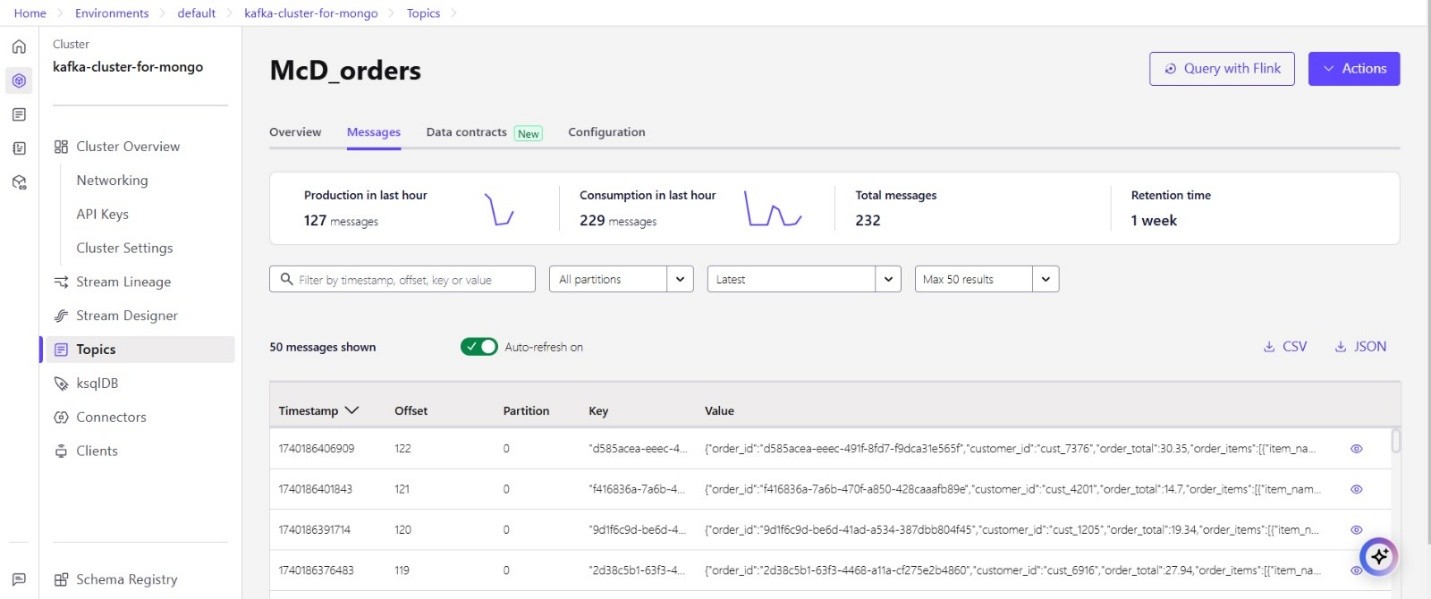 Home > Environments > default > kafka-cluster-for-mongo > Topics >
Cluster
kafka-cluster-for-mongo
Cluster Overview
Networking
API Keys
Cluster Settings
Stream Lineage
Stream Designer
Topics
ksqlDB
Connectors
Clients
Schema Registry
McD_orders
Query with Flink
Actions
Overview Messages Data contracts New Configuration
Production in last hour
127 messages
Consumption in last hour
229 messages
Total messages
232
Retention time
1 week
Filter by timestamp, offset, key or value
All partitions
Latest
Max 50 results
50 messages shown
Auto-refresh on
CSV
JSON
Timestamp Offset Partition Key Value
1740186406909 122 0 "d585acea-eeec-4... {"order_id":"d585acea-eeec-491f-8fd7-f9dca31e565f","customer_id":"cust_7376","order_total":30.35,"order_items":[{"item_na...
1740186401843 121 0 "f416836a-7a6b-4... {"order_id":"f416836a-7a6b-470f-a850-428caaafb89e","customer_id":"cust_4201","order_total":14.7,"order_items":[{"item_nam...
1740186391714 120 0 "9d1f6c9d-be6d-4... {"order_id":"9d1f6c9d-be6d-41ad-a534-387dbb804f45","customer_id":"cust_1205","order_total":19.34,"order_items":[{"item_n...
1740186376483 119 0 "2d38c5b1-63f3-4... {"order_id":"2d38c5b1-63f3-4468-a11a-cf275e2b4860","customer_id":"cust_6916","order_total":27.94,"order_items":[{"item_na...